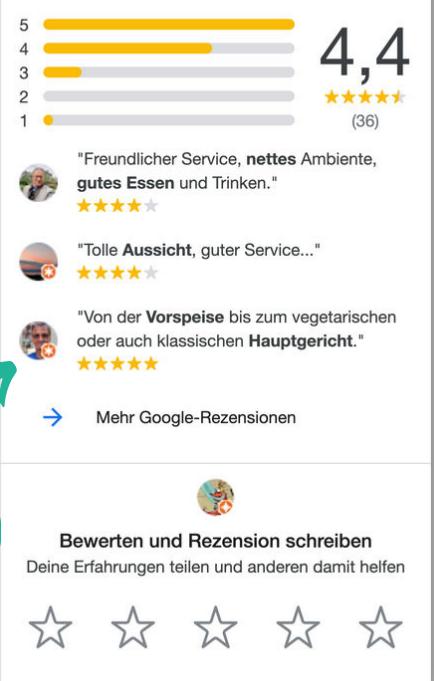 5
4
3
2
1
4,4
(36)
"Freundlicher Service, nettes Ambiente,
gutes Essen und Trinken."
"Tolle Aussicht, guter Service..."
"Von der Vorspeise bis zum vegetarischen
oder auch klassischen Hauptgericht."
Mehr Google-Rezensionen
Bewerten und Rezension schreiben
Deine Erfahrungen teilen und anderen damit helfen